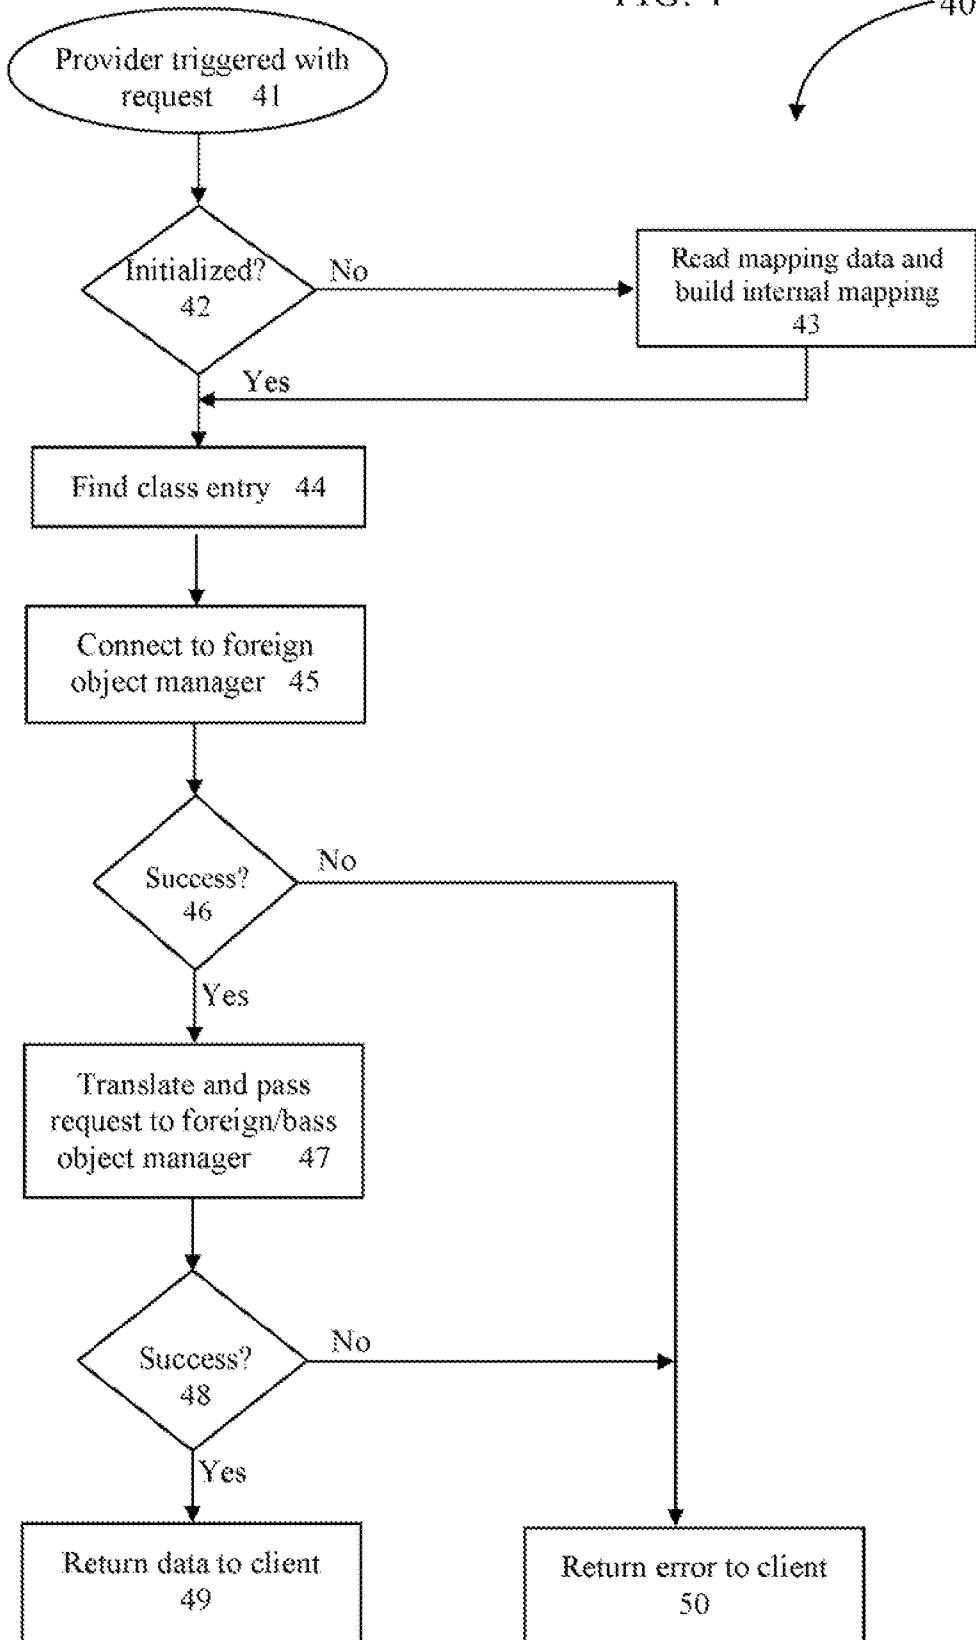 40
Provider triggered with
request 41
Initialized?
42
No
Read mapping data and
build internal mapping
43
Yes
Find class entry 44
Connect to foreign
object manager 45
Success?
46
No
Yes
Translate and pass
request to foreign/bass
object manager 47
Success?
48
No
Yes
Return data to client
49
Return error to client
50